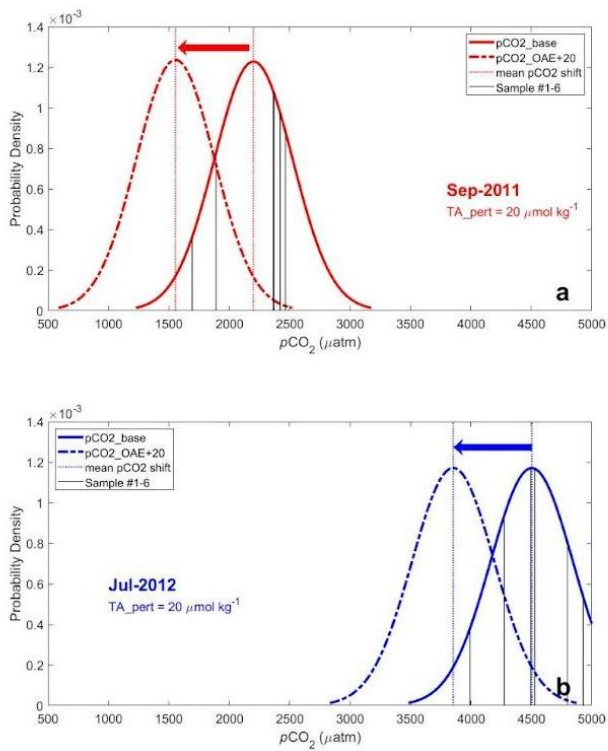 ×10⁻³
1.4
pCO2_base
pCO2_OAE+20
mean pCO2 shift
Sample #1-6
1.2
1
0.8
0.6
0.4
0.2
0
Probability Density
Sep-2011
TA_pert = 20 μmol kg⁻¹
a
500 1000 1500 2000 2500 3000 3500 4000 4500 5000
pCO₂ (μatm)
×10⁻³
1.4
pCO2_base
pCO2_OAE+20
mean pCO2 shift
Sample #1-6
1.2
1
0.8
0.6
0.4
0.2
0
Probability Density
Jul-2012
TA_pert = 20 μmol kg⁻¹
b
500 1000 1500 2000 2500 3000 3500 4000 4500 5000
pCO₂ (μatm)